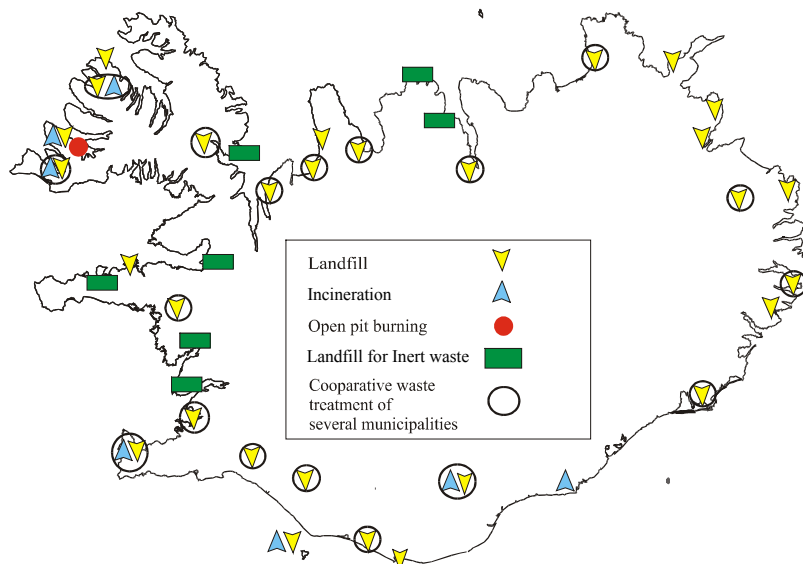 Landfill
Incineration
Open pit burning
Landfill for Inert waste
Cooparative waste
treatment of
several municipalities